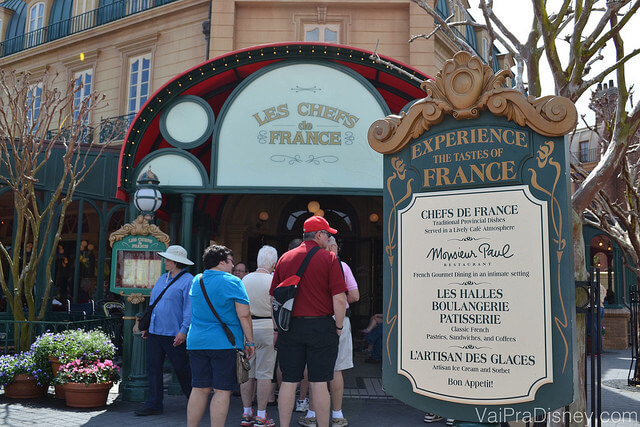 LES CHEFS
de
FRANCE
EXPERIENCE
THE TASTES OF
FRANCE
CHEFS DE FRANCE
Traditional Provincial Dishes
Served in a Lively Café Atmosphere
Monsieur Paul
RESTAURANT
French Gourmet Dining in an intimate setting
LES HALLES
BOULANGERIE
PATISSERIE
Classic French
Pastries, Sandwiches, and Coffees
L'ARTISAN DES GLACES
Artisan Ice Cream and Sorbet
Bon Appetit!
VaiPraDisney.com